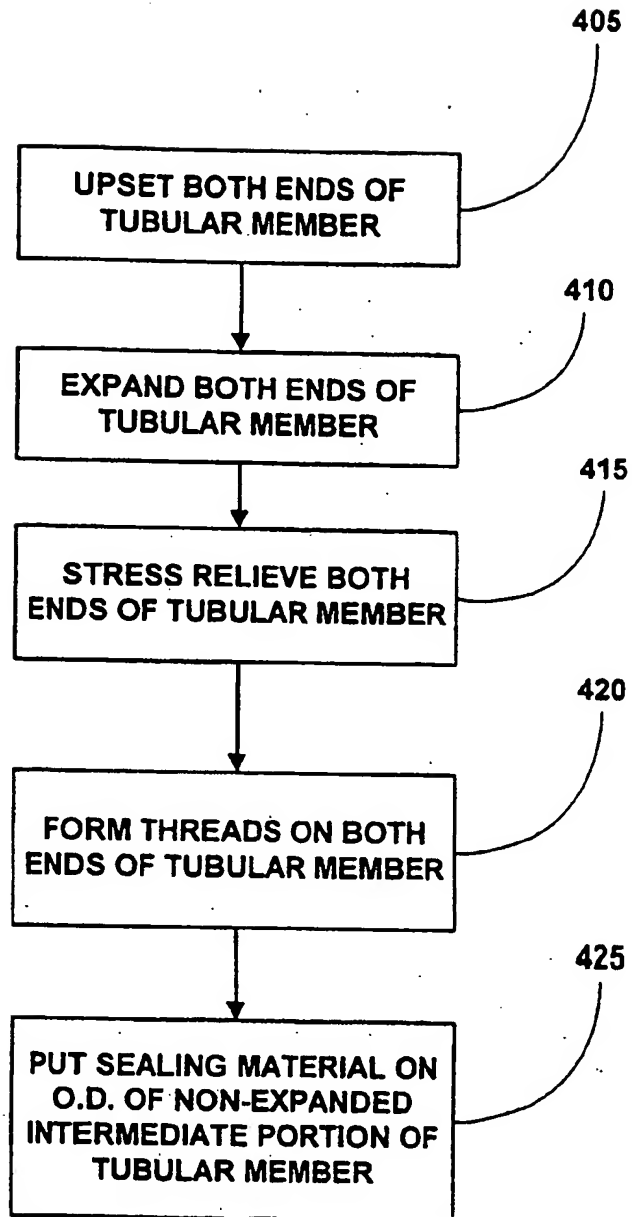 405
UPSET BOTH ENDS OF
TUBULAR MEMBER
410
EXPAND BOTH ENDS OF
TUBULAR MEMBER
415
STRESS RELIEVE BOTH
ENDS OF TUBULAR MEMBER
420
FORM THREADS ON BOTH
ENDS OF TUBULAR MEMBER
425
PUT SEALING MATERIAL ON
O.D. OF NON-EXPANDED
INTERMEDIATE PORTION OF
TUBULAR MEMBER